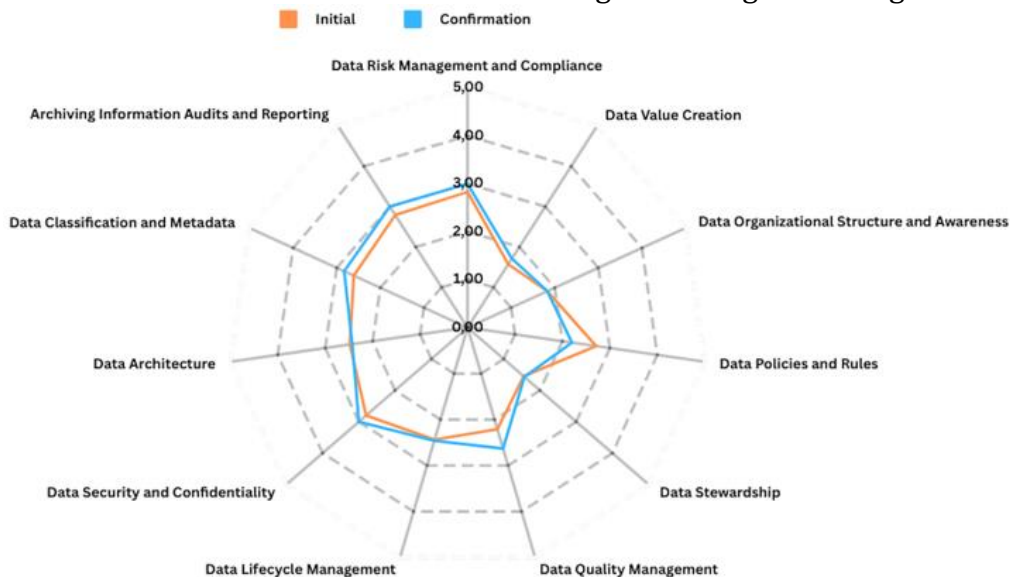 Initial
Confirmation
Data Risk Management and Compliance
5,00
Archiving Information Audits and Reporting
Data Value Creation
4,00
3,00
Data Classification and Metadata
Data Organizational Structure and Awareness
2,00
1,00
0,00
Data Architecture
Data Policies and Rules
Data Security and Confidentiality
Data Stewardship
Data Lifecycle Management
Data Quality Management